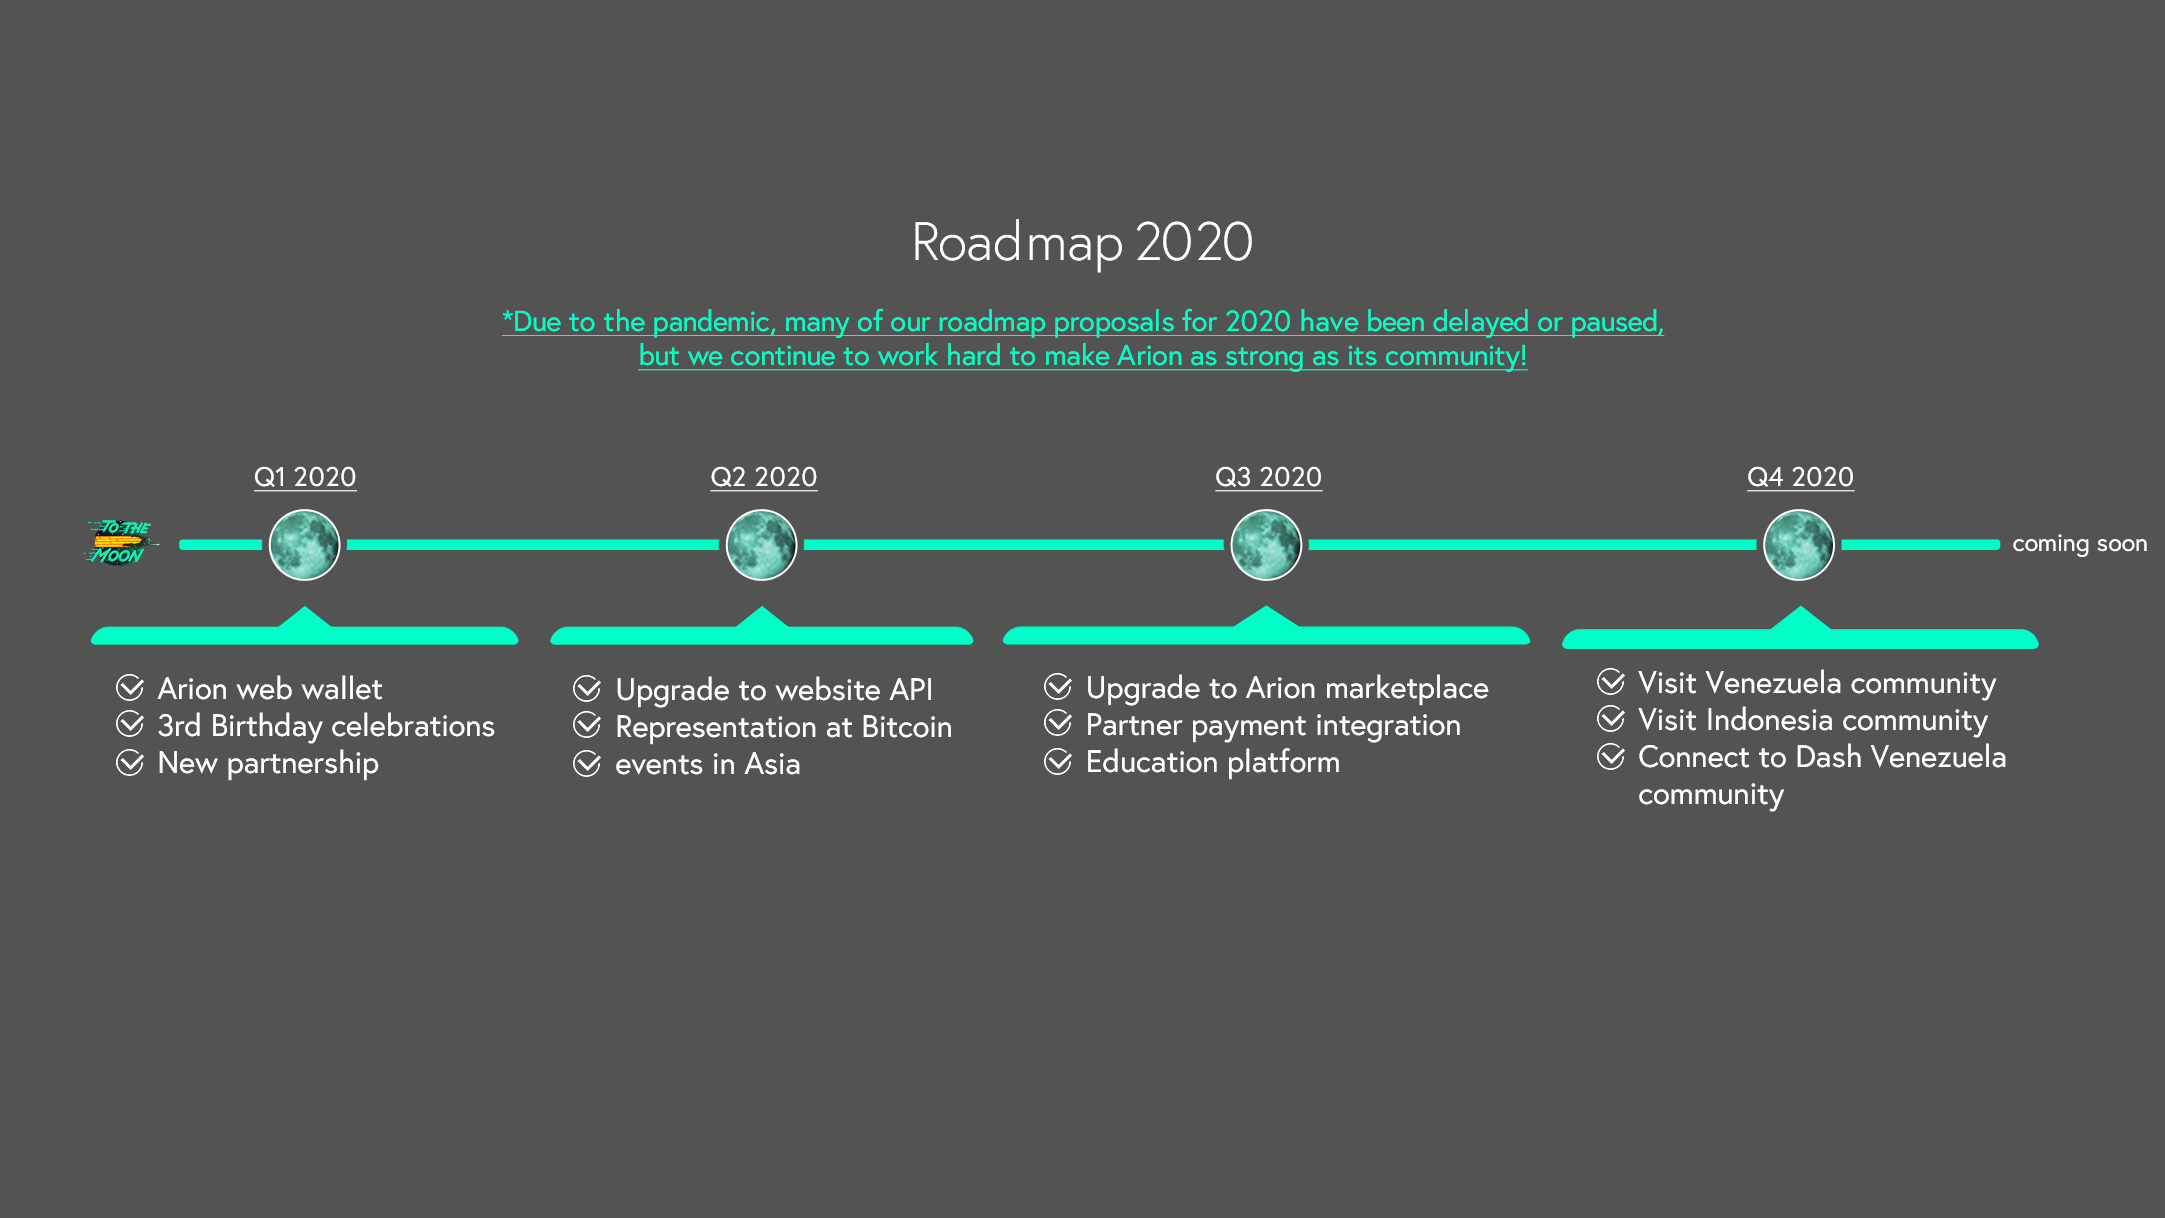 Roadmap 2020
*Due to the pandemic, many of our roadmap proposals for 2020 have been delayed or paused,
but we continue to work hard to make Arion as strong as its community!
Q1 2020
Q2 2020
Q3 2020
Q4 2020
TO THE
MOON
coming soon
Arion web wallet
3rd Birthday celebrations
New partnership
Upgrade to website API
Representation at Bitcoin
events in Asia
Upgrade to Arion marketplace
Partner payment integration
Education platform
Visit Venezuela community
Visit Indonesia community
Connect to Dash Venezuela
community